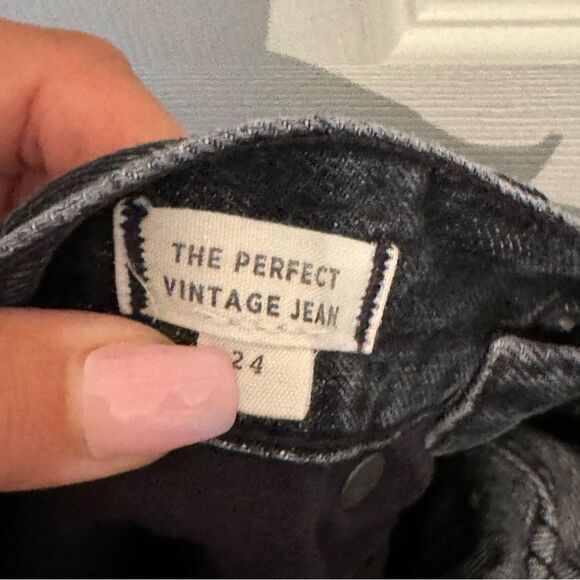 THE PERFECT
VINTAGE JEAN
24